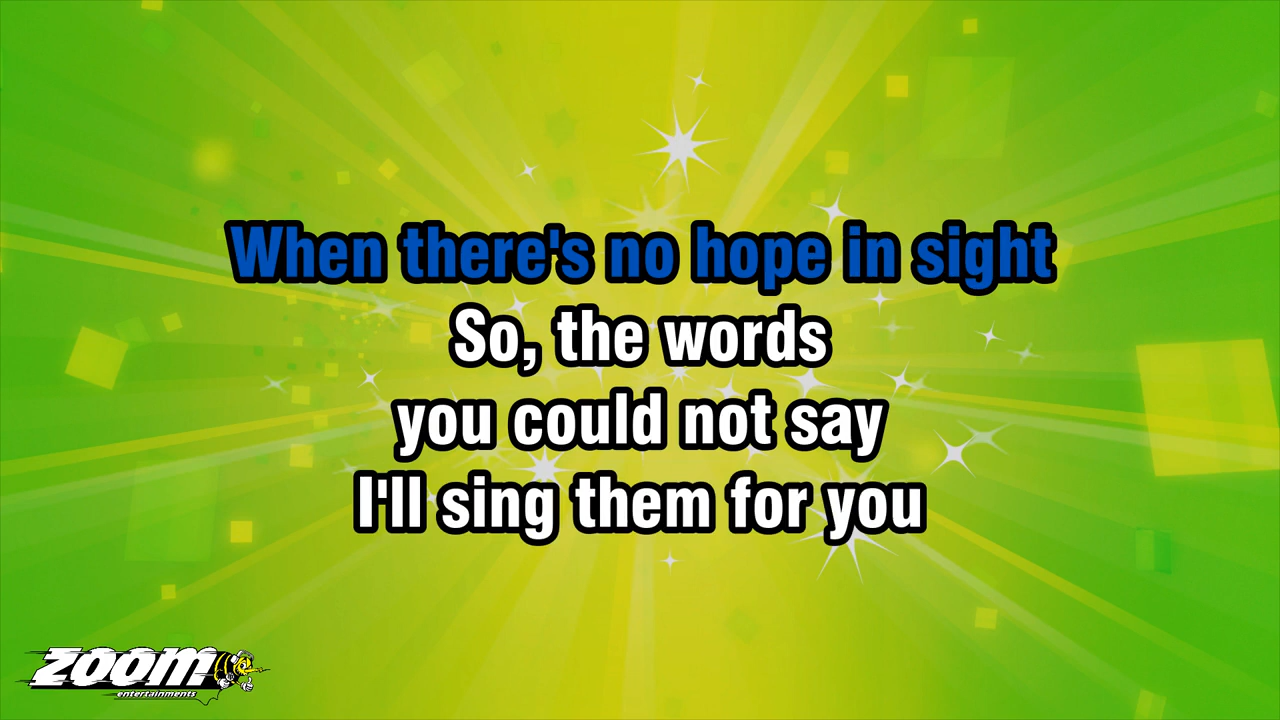 When there's no hope in sight
So, the words
you could not say
I'll sing them for you
ZOOM
entertainments